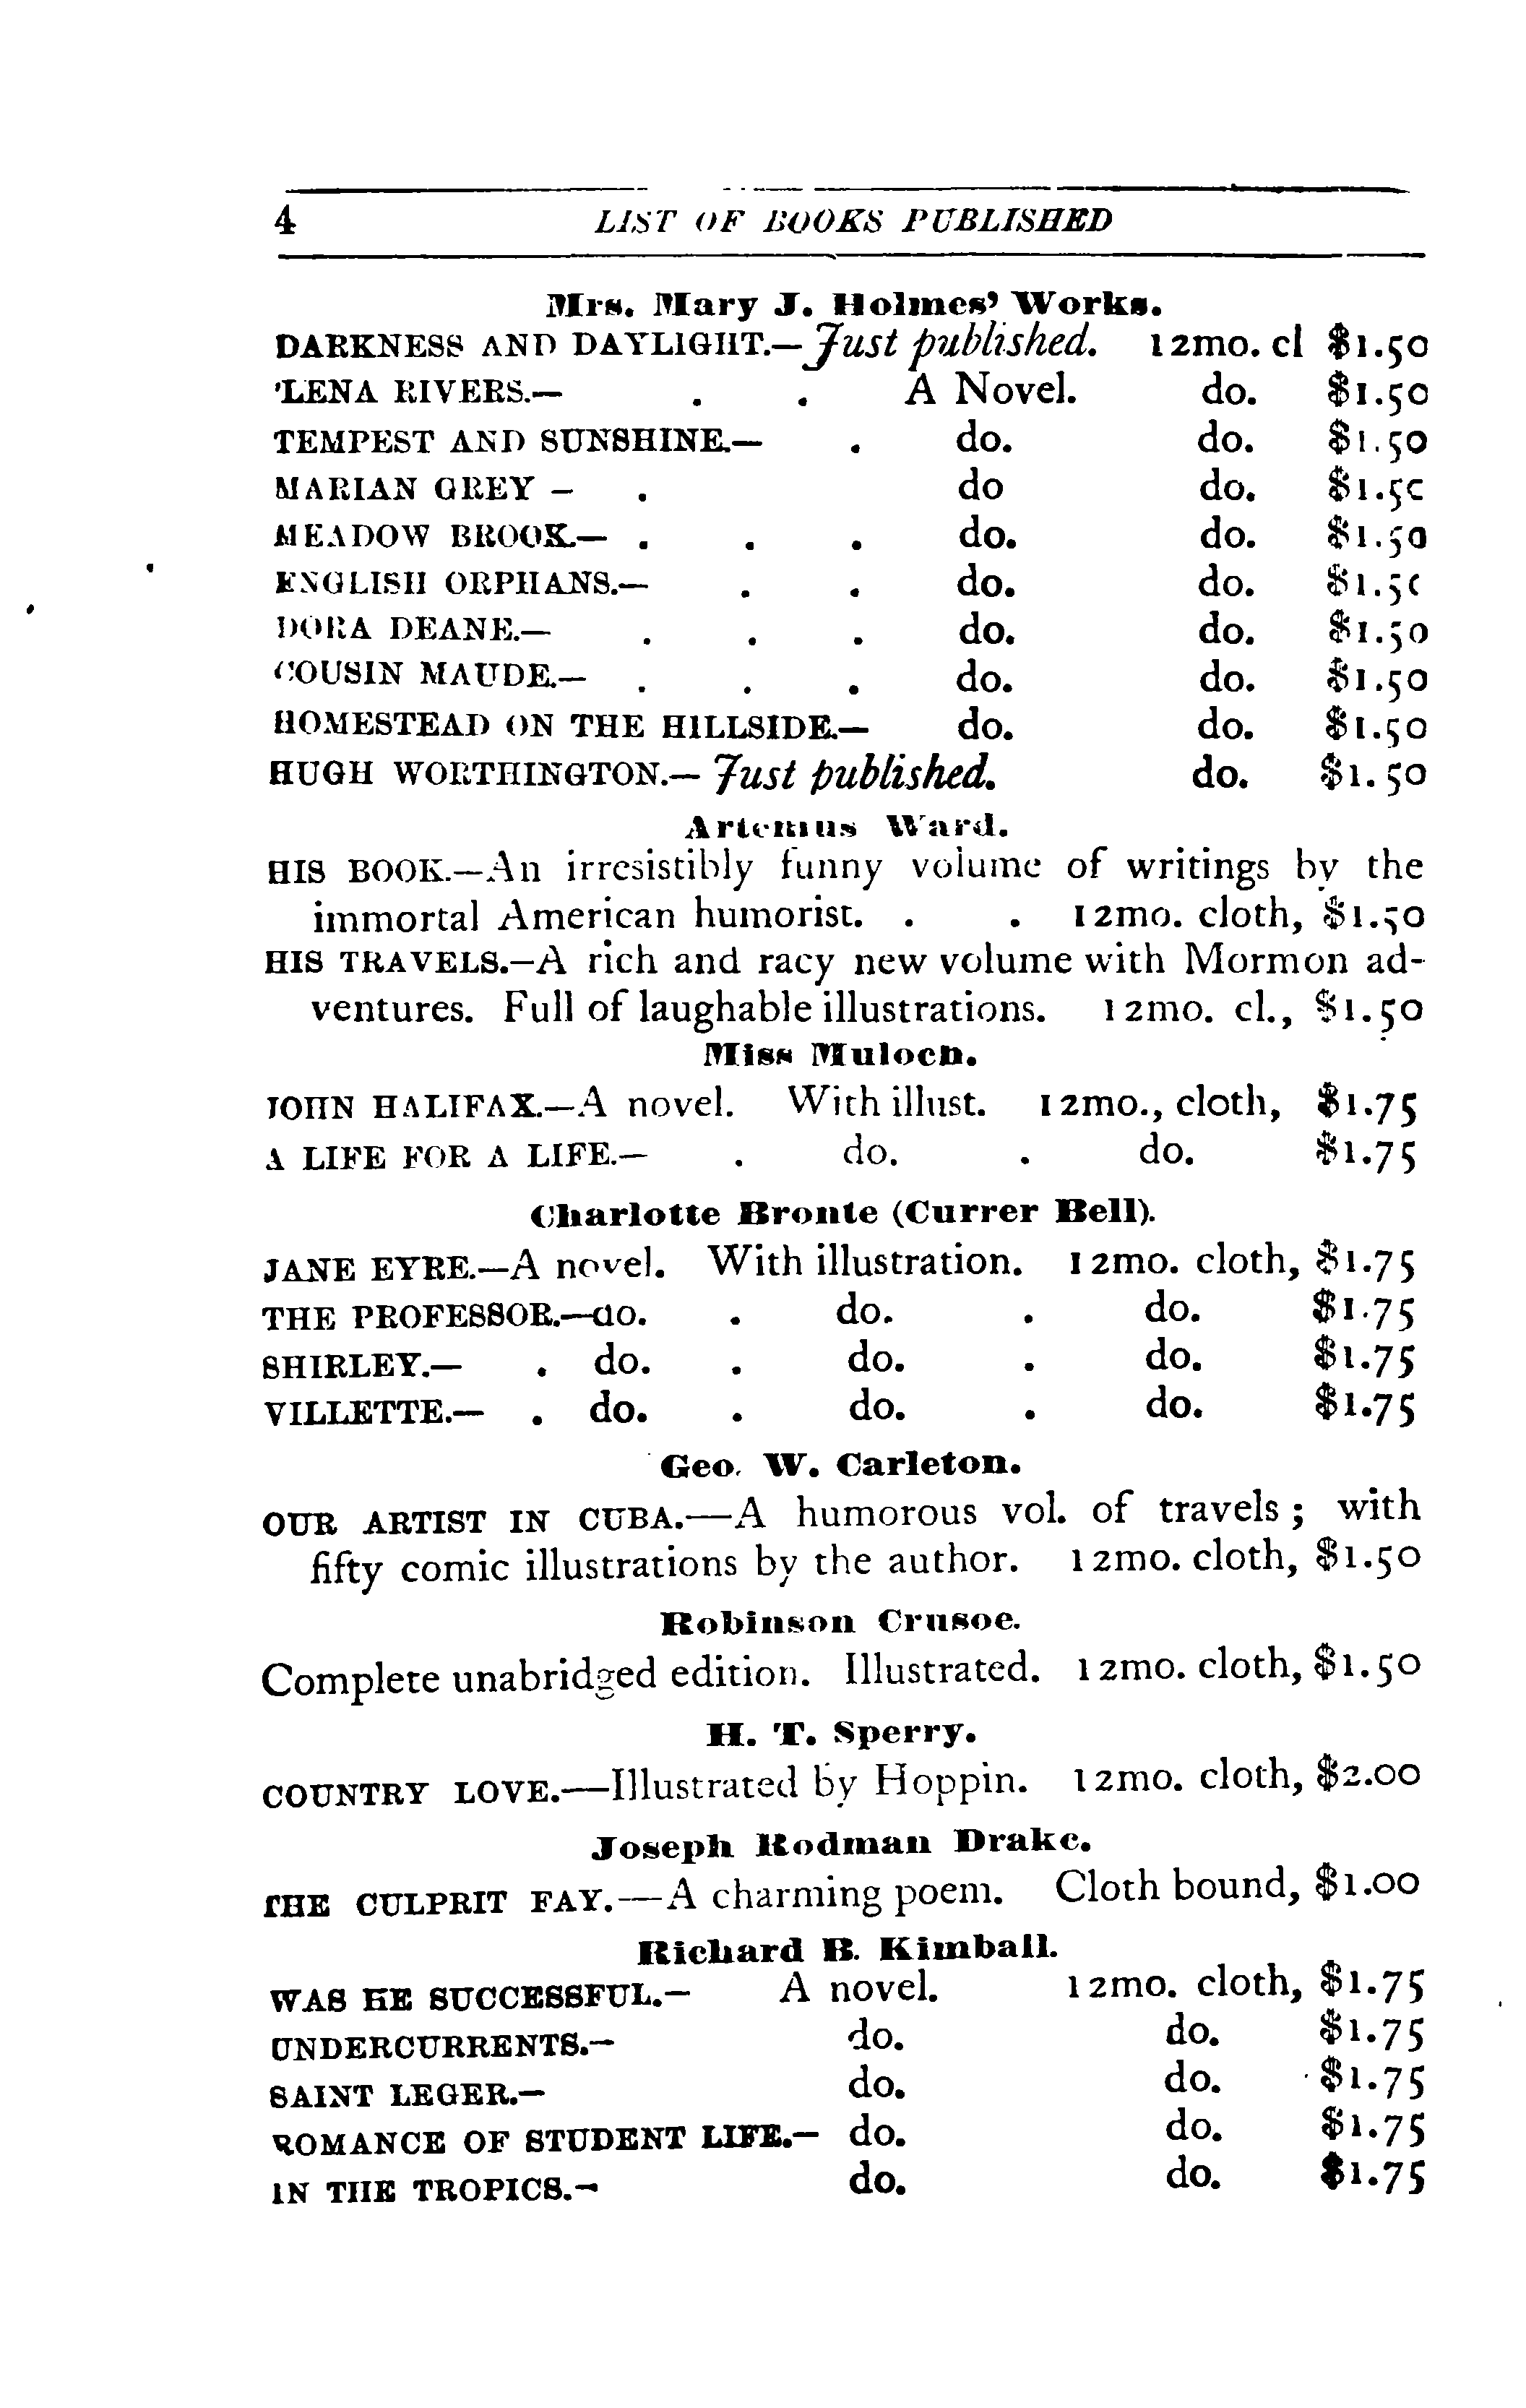 4 LIST OF BOOKS PUBLISHED
Mrs. Mary J. Holmes' Works.
DARKNESS AND DAYLIGHT.—Just published. 12mo. cl $1.50
'LENA RIVERS.— . . A Novel. do. $1.50
TEMPEST AND SUNSHINE.— . do. do. $1.50
MARIAN GREY – . do do. $1.50
MEADOW BROOK.— . . . do. do. $1.50
ENGLISH ORPHANS.— . . do. do. $1.50
DORA DEANE.— . . . do. do. $1.50
COUSIN MAUDE.— . . . do. do. $1.50
HOMESTEAD ON THE HILLSIDE.— do. do. $1.50
HUGH WORTHINGTON.—Just published. do. $1.50
Artemus Ward.
HIS BOOK.—An irresistibly funny volume of writings by the
immortal American humorist. . . 12mo. cloth, $1.50
HIS TRAVELS.—A rich and racy new volume with Mormon ad-
ventures. Full of laughable illustrations. 12mo. cl., $1.50
Miss Muloch.
JOHN HALIFAX.—A novel. With illust. 12mo., cloth, $1.75
A LIFE FOR A LIFE.— . do. . do. $1.75
Charlotte Bronte (Currer Bell).
JANE EYRE.—A novel. With illustration. 12mo. cloth, $1.75
THE PROFESSOR.—do. . do. . do. $1.75
SHIRLEY.— . do. . do. . do. $1.75
VILLETTE.— . do. . do. . do. $1.75
Geo. W. Carleton.
OUR ARTIST IN CUBA.—A humorous vol. of travels; with
fifty comic illustrations by the author. 12mo. cloth, $1.50
Robinson Crusoe.
Complete unabridged edition. Illustrated. 12mo. cloth, $1.50
H. T. Sperry.
COUNTRY LOVE.—Illustrated by Hoppin. 12mo. cloth, $2.00
Joseph Rodman Drake.
THE CULPRIT FAY.—A charming poem. Cloth bound, $1.00
Richard B. Kimball.
WAS HE SUCCESSFUL.— A novel. 12mo. cloth, $1.75
UNDERCURRENTS.— do. do. $1.75
SAINT LEGER.— do. do. $1.75
ROMANCE OF STUDENT LIFE.— do. do. $1.75
IN THE TROPICS.— do. do. $1.75